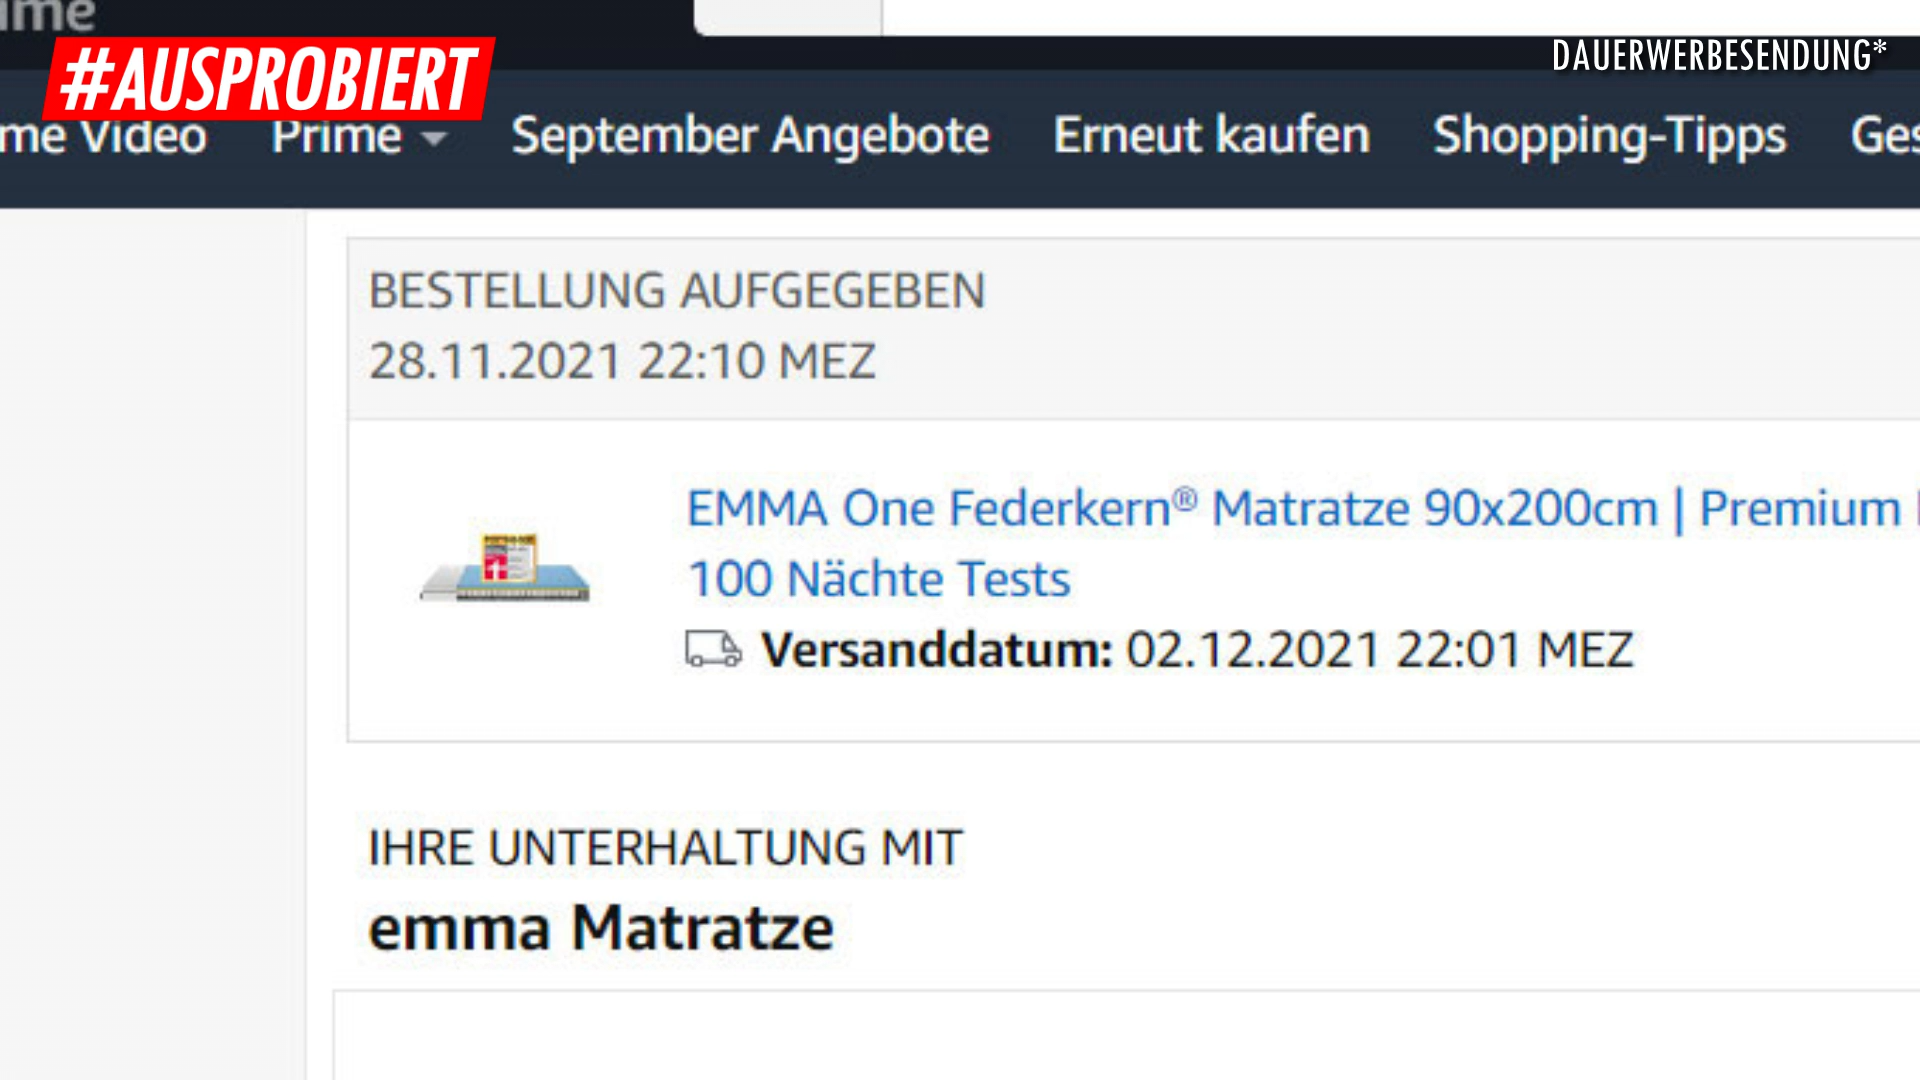 #AUSPROBIERT
DAUERWERBESENDUNG*
me Video Prime September Angebote Erneut kaufen Shopping-Tipps
BESTELLUNG AUFGEGEBEN
28.11.2021 22:10 MEZ
EMMA One Federkern® Matratze 90x200cm | Premium
100 Nächte Tests
Versanddatum: 02.12.2021 22:01 MEZ
IHRE UNTERHALTUNG MIT
emma Matratze